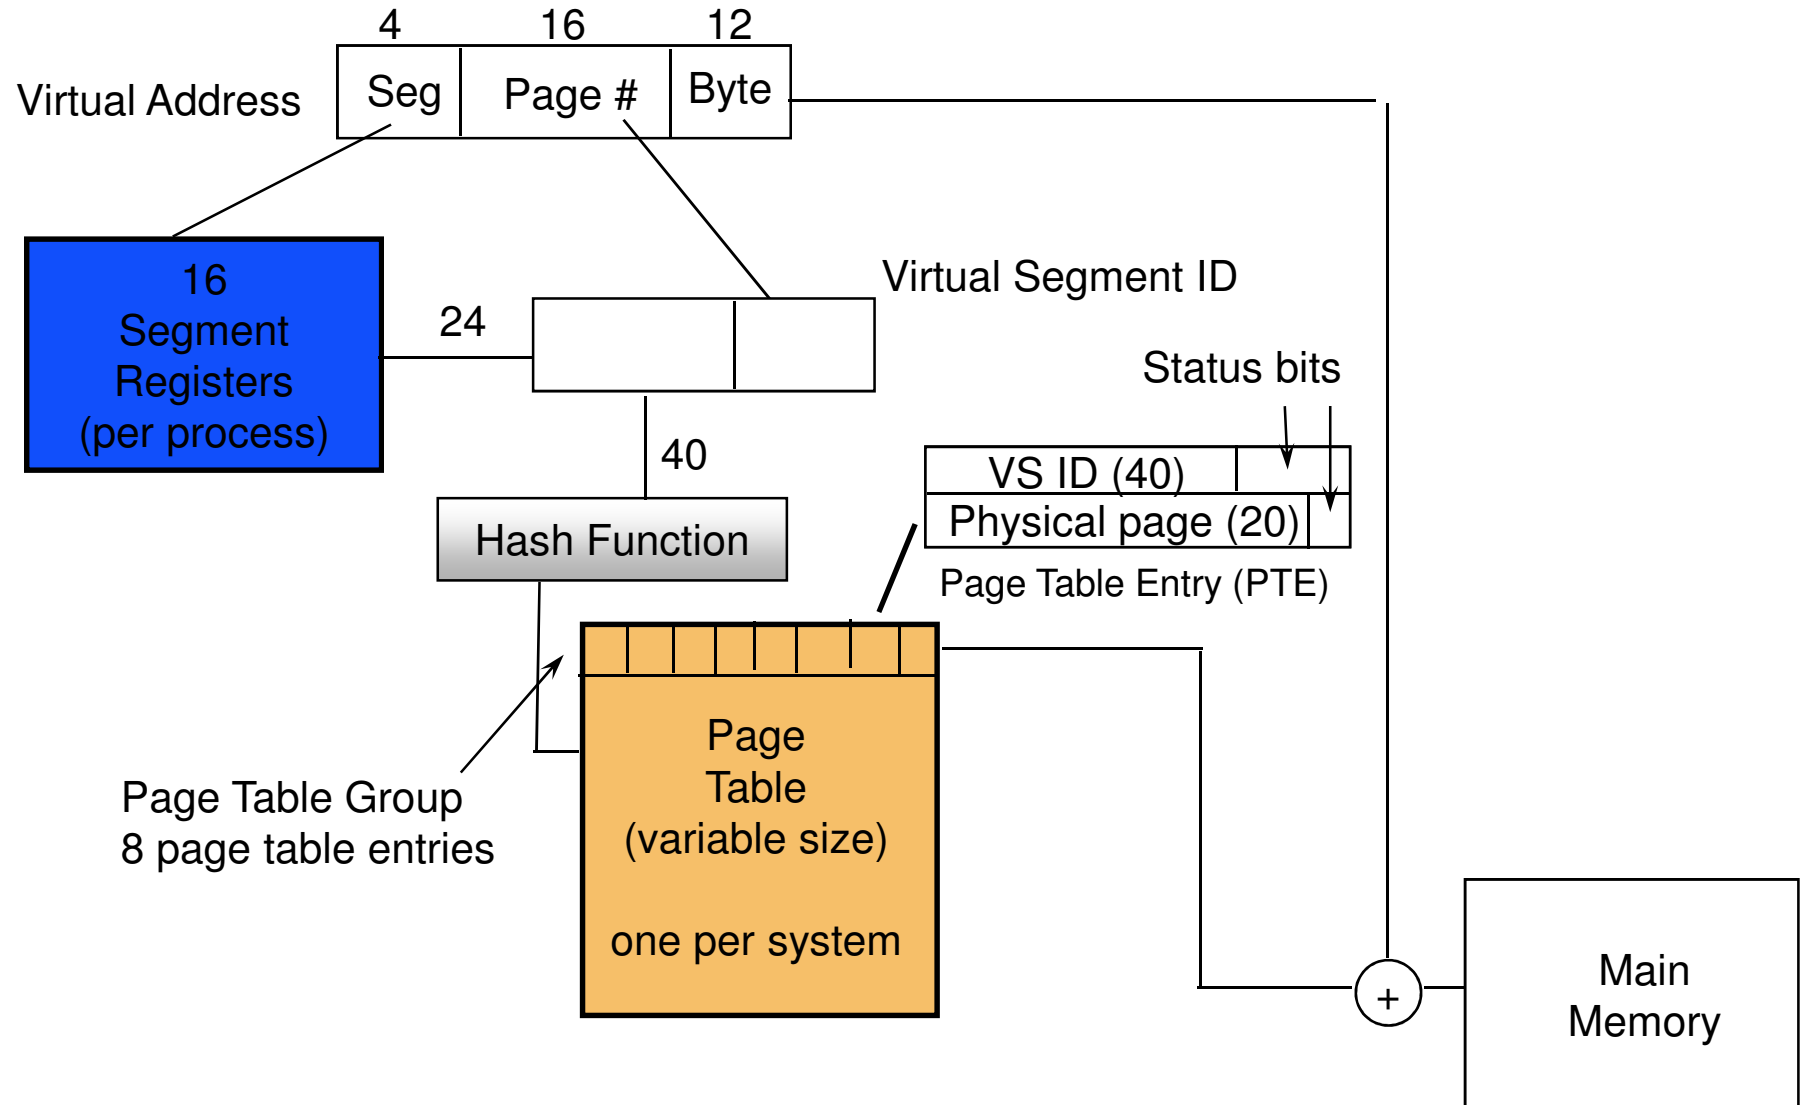 4 16 12
Virtual Address
Seg
Page #
Byte
16
Segment
Registers
(per process)
24
Virtual Segment ID
Status bits
40
VS ID (40)
Physical page (20)
Page Table Entry (PTE)
Hash Function
Page Table Group
8 page table entries
Page
Table
(variable size)
one per system
+
Main
Memory